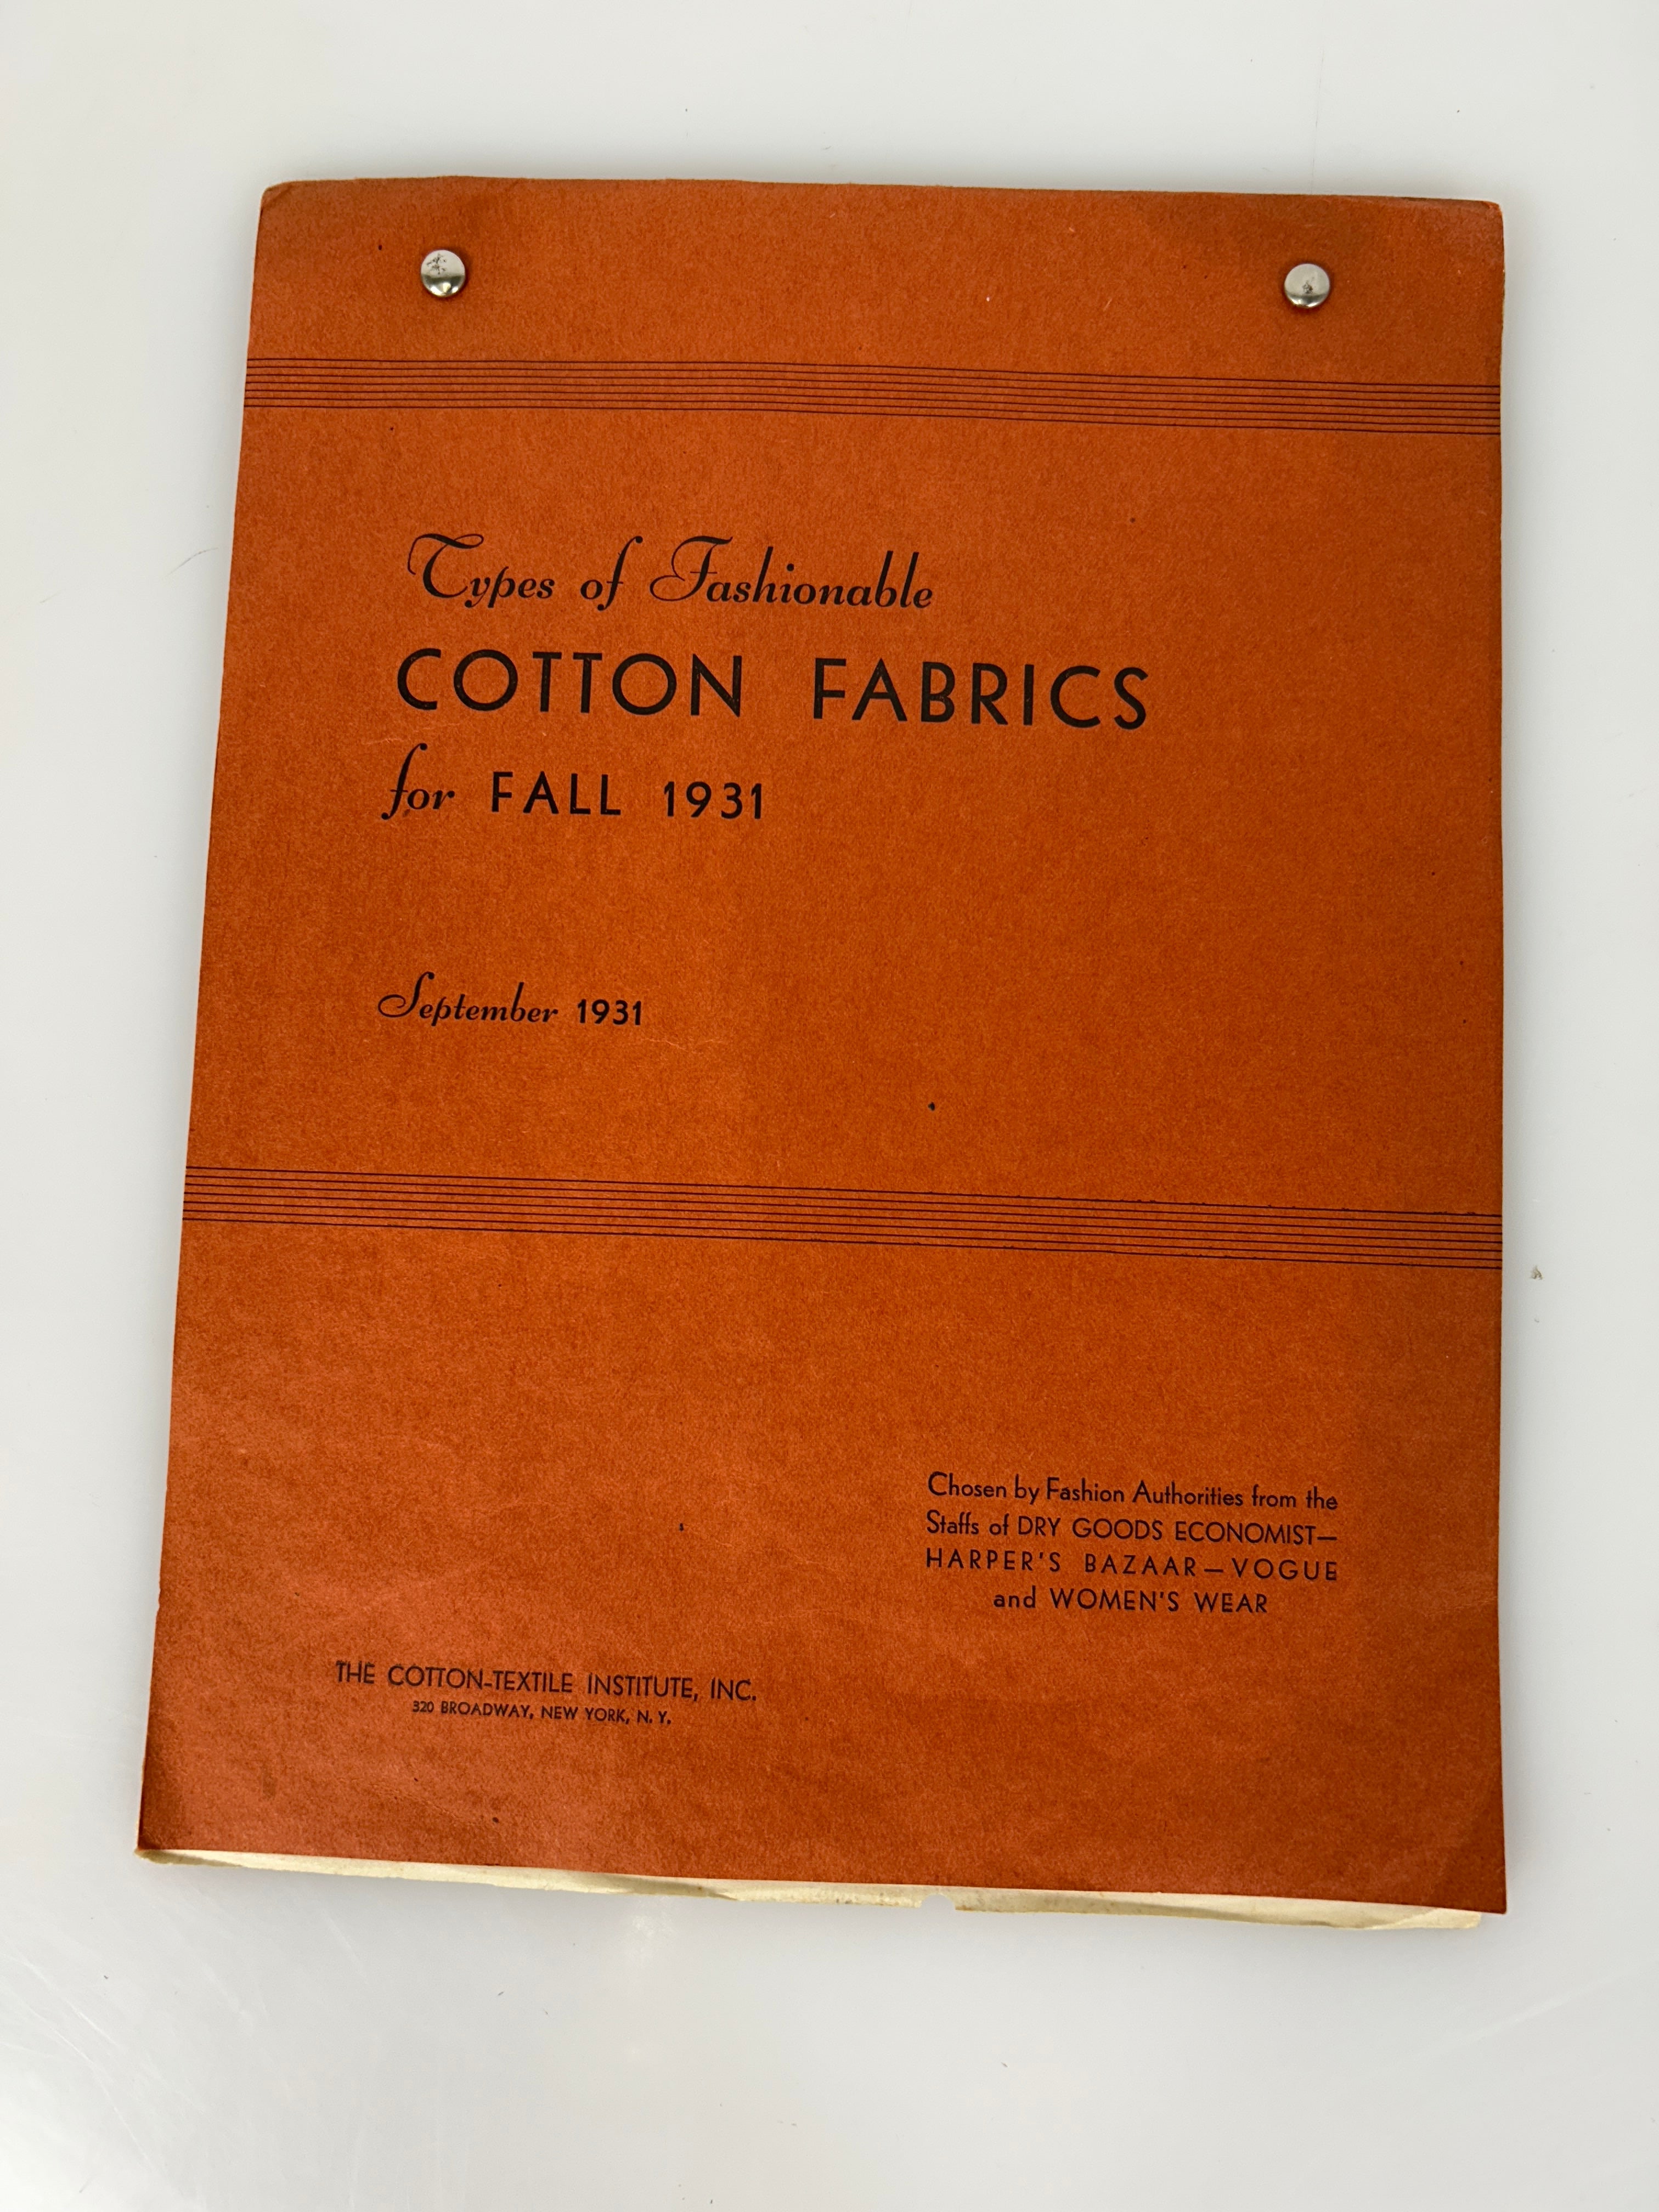 Types of Fashionable
COTTON FABRICS
for FALL 1931
September 1931
Chosen by Fashion Authorities from the
Staffs of DRY GOODS ECONOMIST—
HARPER'S BAZAAR—VOGUE
and WOMEN'S WEAR
THE COTTON-TEXTILE INSTITUTE, INC.
320 BROADWAY, NEW YORK, N. Y.